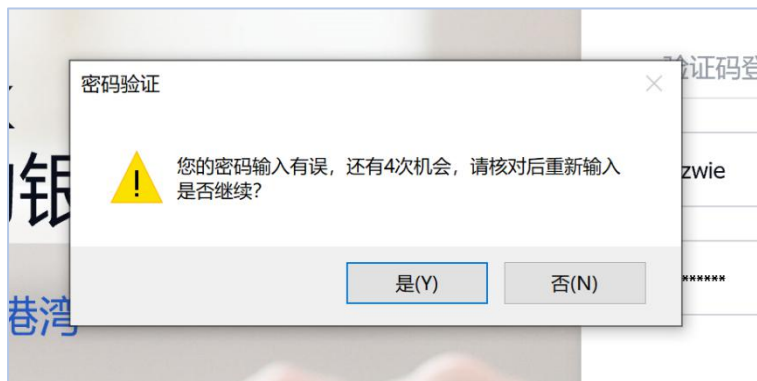 验证码登
密码验证
您的密码输入有误，还有4次机会，请核对后重新输入
是否继续？
银
zwie
是(Y)
否(N)
*******
港湾